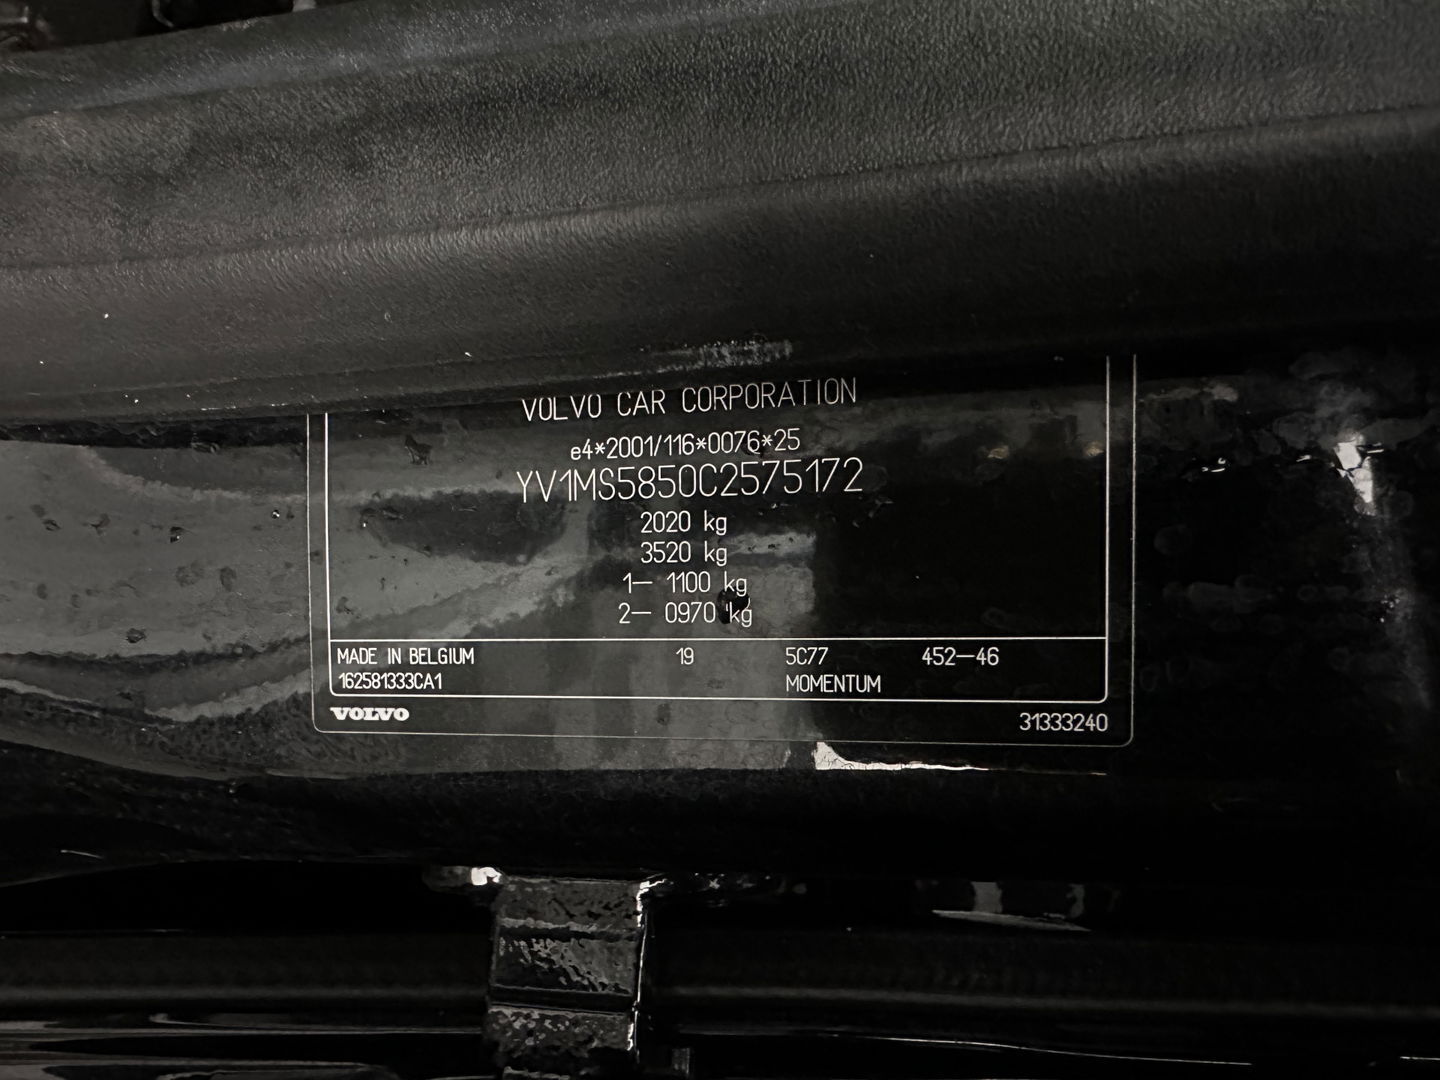 VOLVO CAR CORPORATION
e4*2001/116*0076*25
YV1MS5850C2575172
2020 kg
3520 kg
1— 1100 kg
2— 0970 kg
MADE IN BELGIUM 19 5C77 452—46
162581333CA1 MOMENTUM
VOLVO 31333240